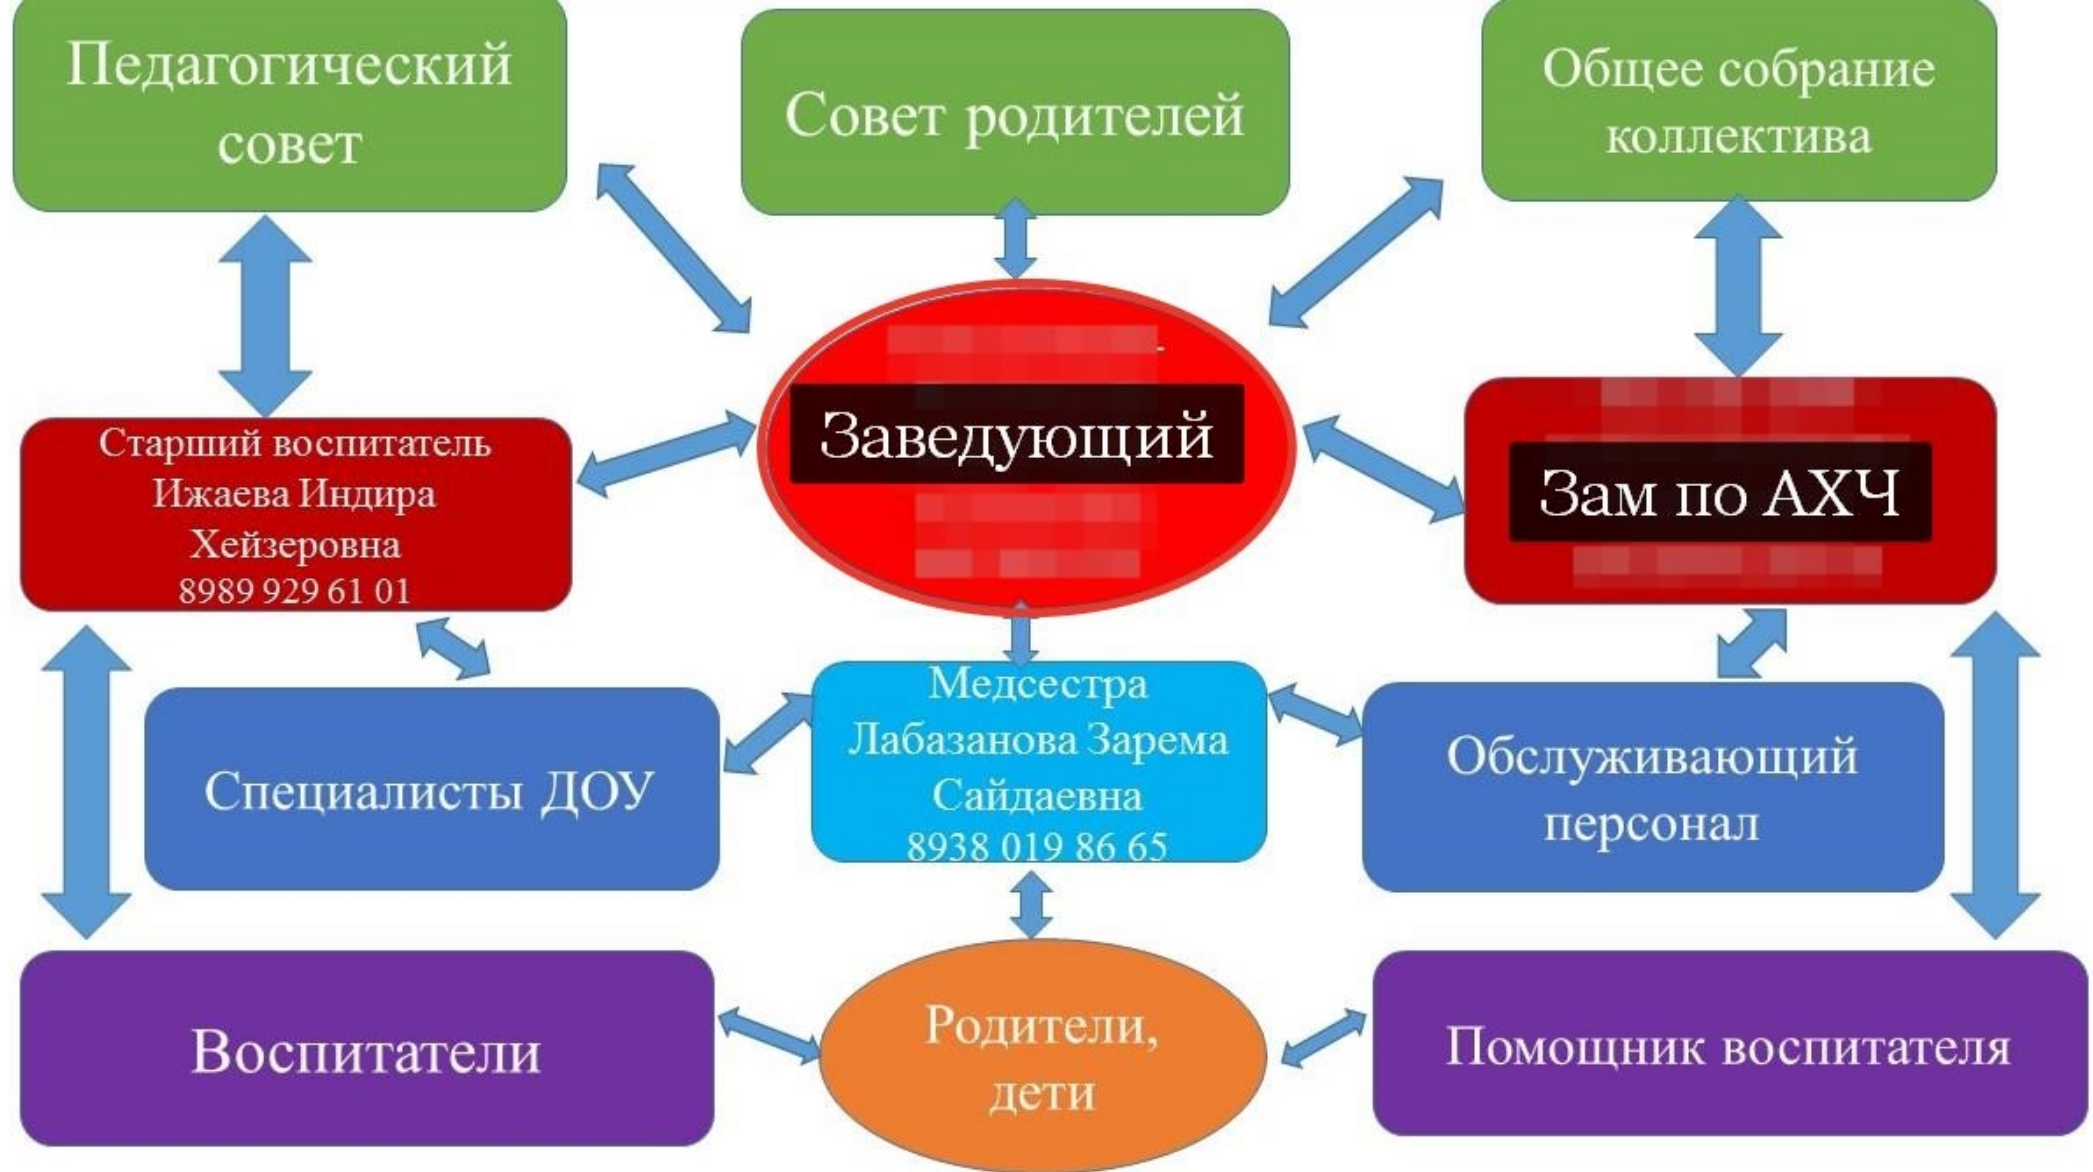 Педагогический
совет
Совет родителей
Общее собрание
коллектива
Старший воспитатель
Ижаева Индира
Хейзеровна
8989 929 61 01
Заведующий
Зам по АХЧ
Специалисты ДОУ
Медсестра
Лабазанова Зарема
Сайдаевна
8938 019 86 65
Обслуживающий
персонал
Воспитатели
Родители,
дети
Помощник воспитателя